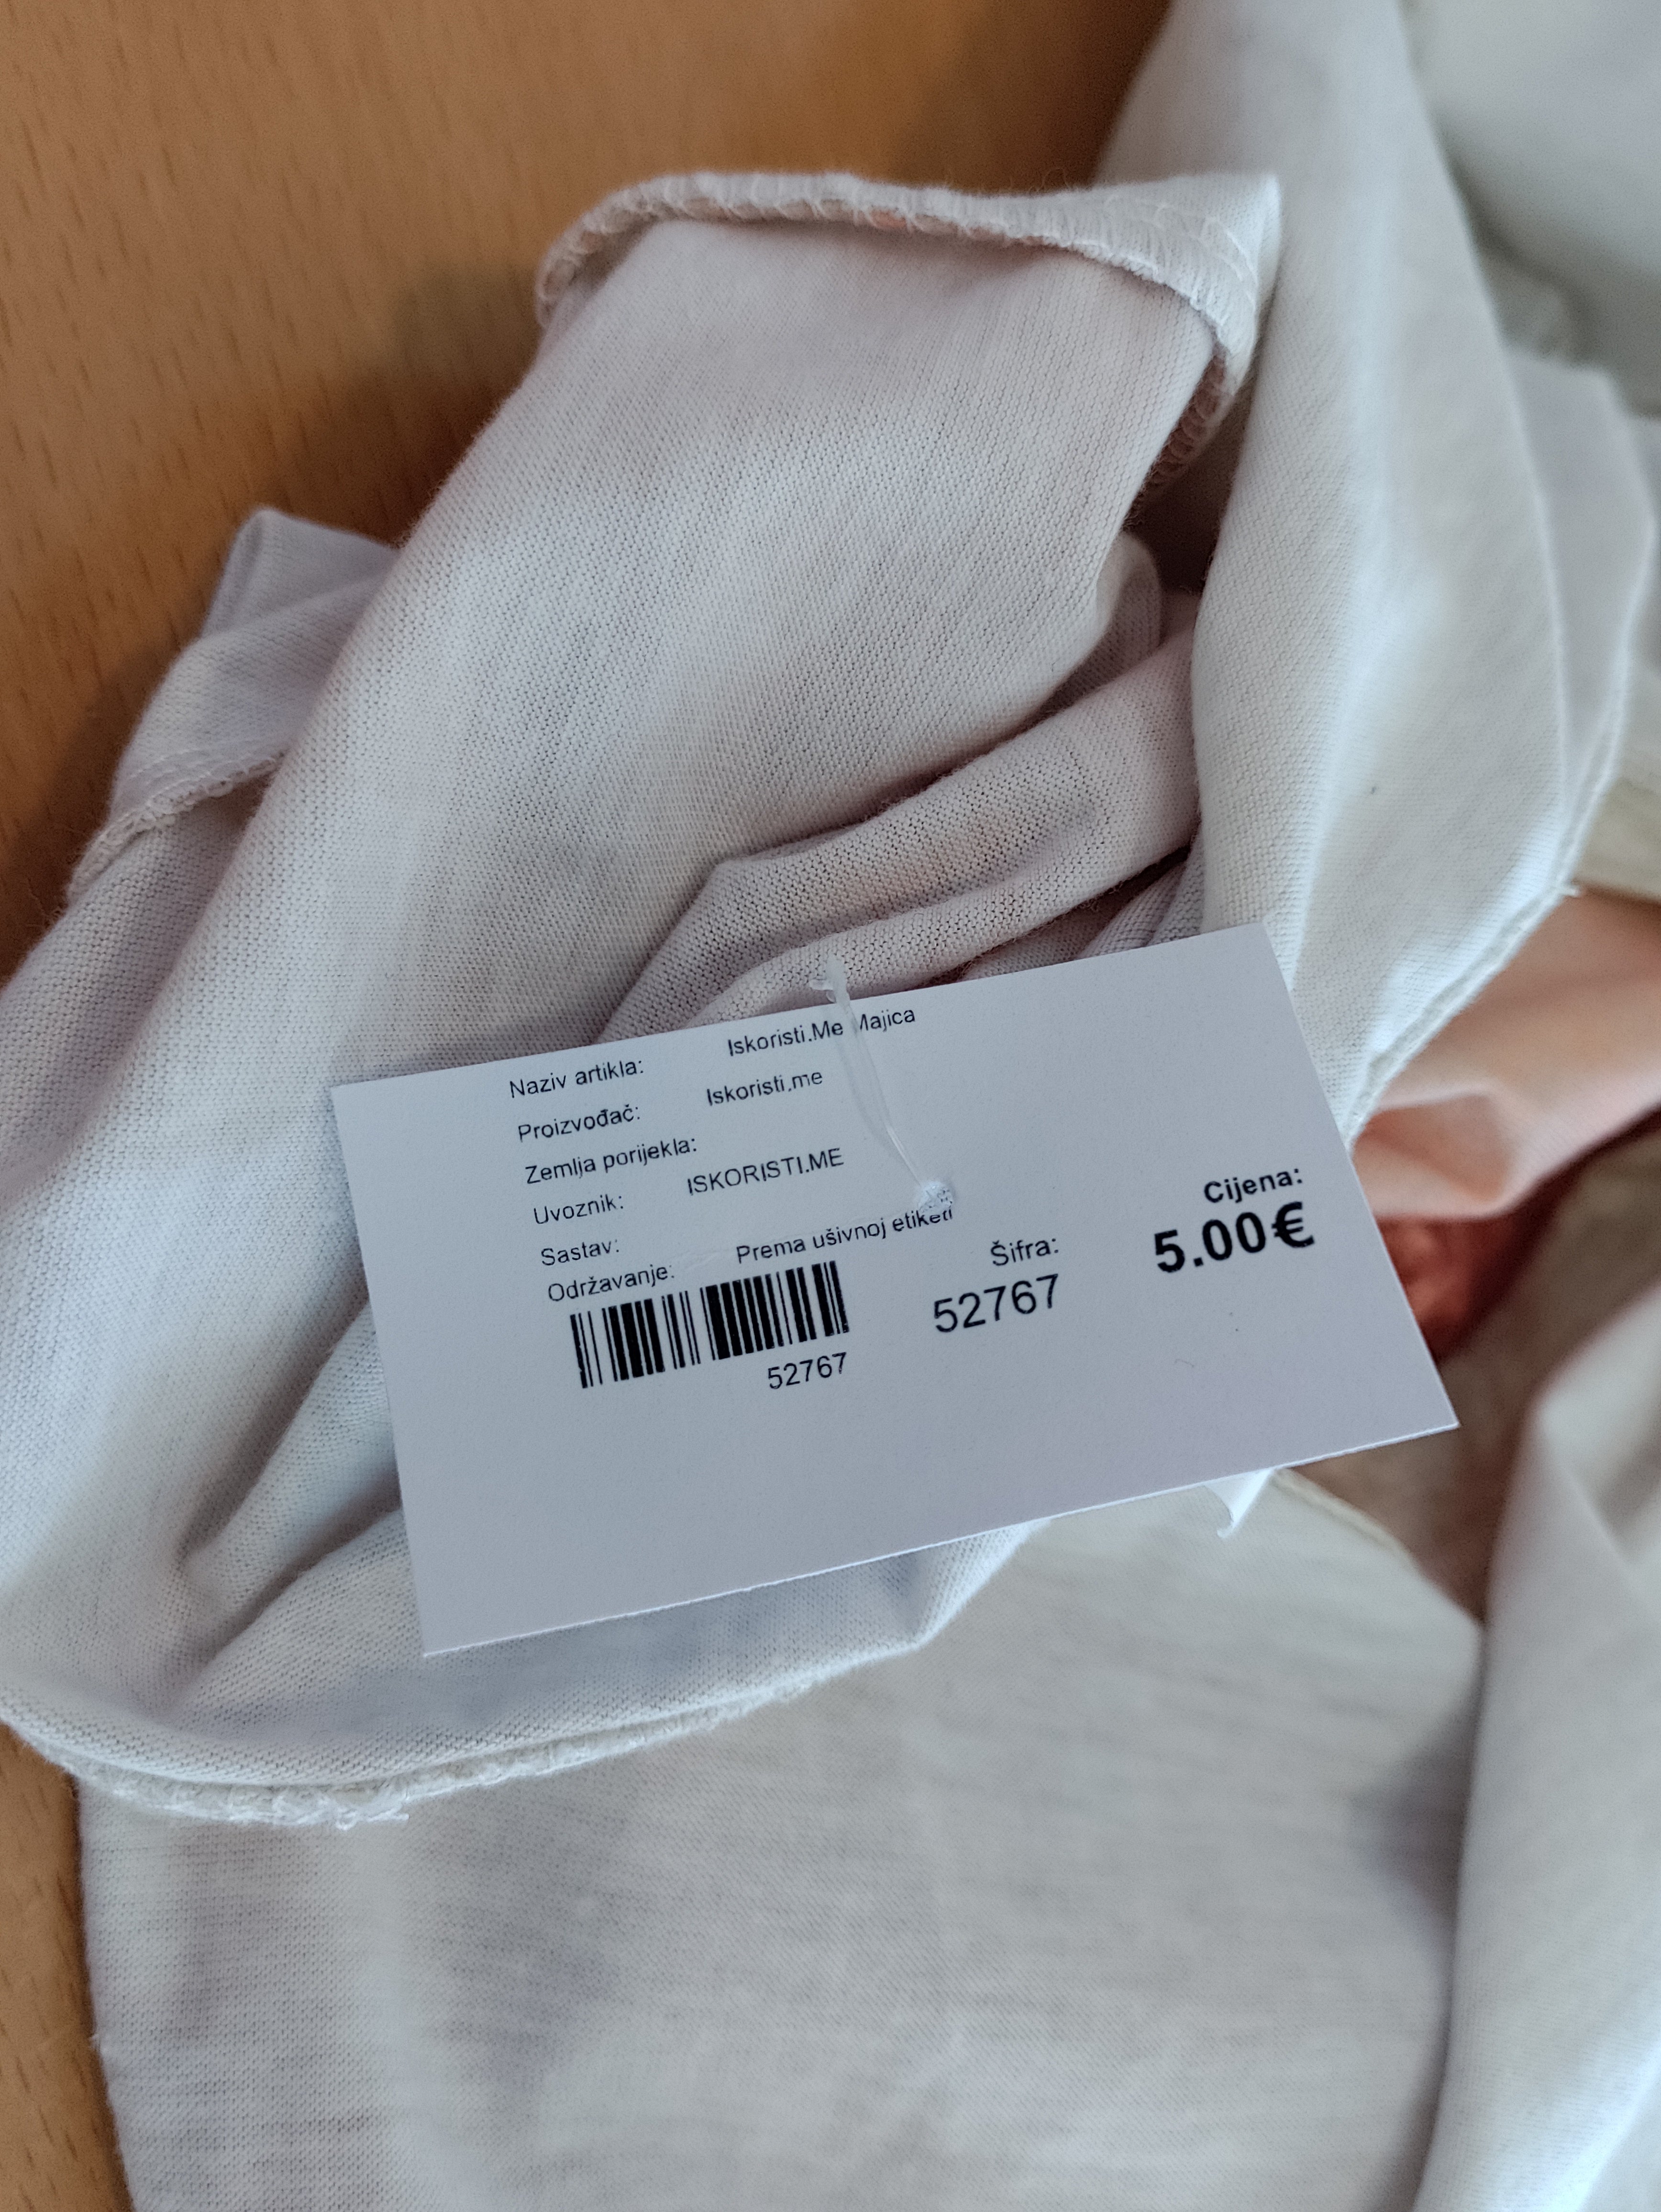 Naziv artikla: Iskoristi.Me Majica
Proizvođač: Iskoristi.me
Zemlja porijekla:
Uvoznik: ISKORISTI.ME
Sastav:
Održavanje: Prema ušivnoj etiketi
52767
Šifra:
52767
Cijena:
5.00€